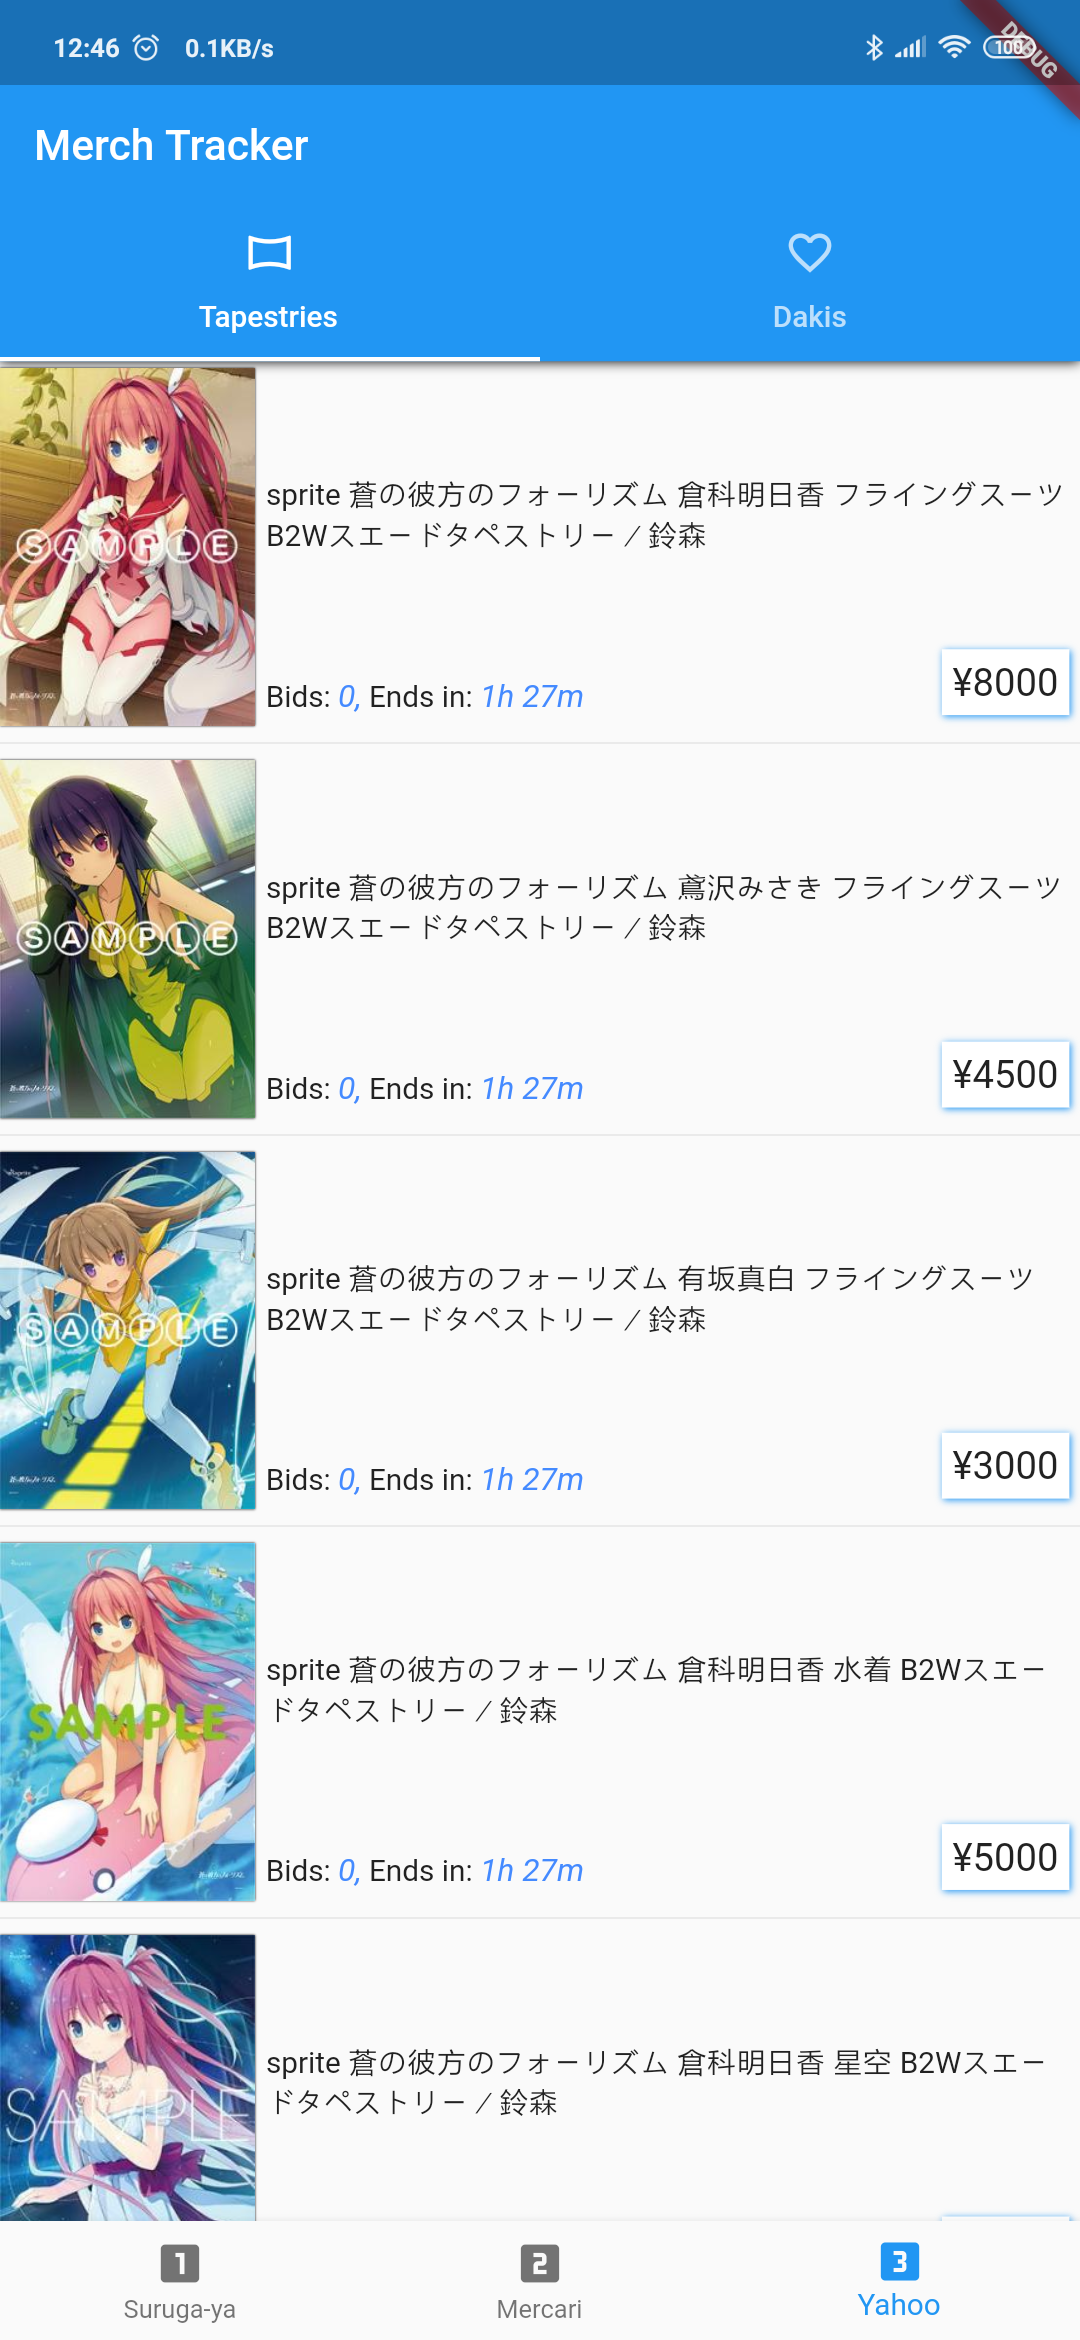 12:46 0.1KB/s 100
DEBUG
Merch Tracker
Tapestries Dakis
SAMPLE
sprite 蒼の彼方のフォーリズム 倉科明日香 フライングスーツ
B2Wスエードタペストリー / 鈴森
Bids: 0, Ends in: 1h 27m
¥8000
SAMPLE
sprite 蒼の彼方のフォーリズム 鳶沢みさき フライングスーツ
B2Wスエードタペストリー / 鈴森
Bids: 0, Ends in: 1h 27m
¥4500
SAMPLE
sprite 蒼の彼方のフォーリズム 有坂真白 フライングスーツ
B2Wスエードタペストリー / 鈴森
Bids: 0, Ends in: 1h 27m
¥3000
SAMPLE
sprite 蒼の彼方のフォーリズム 倉科明日香 水着 B2Wスエー
ドタペストリー / 鈴森
Bids: 0, Ends in: 1h 27m
¥5000
SAMPLE
sprite 蒼の彼方のフォーリズム 倉科明日香 星空 B2Wスエー
ドタペストリー / 鈴森
1 2 3
Suruga-ya Mercari Yahoo